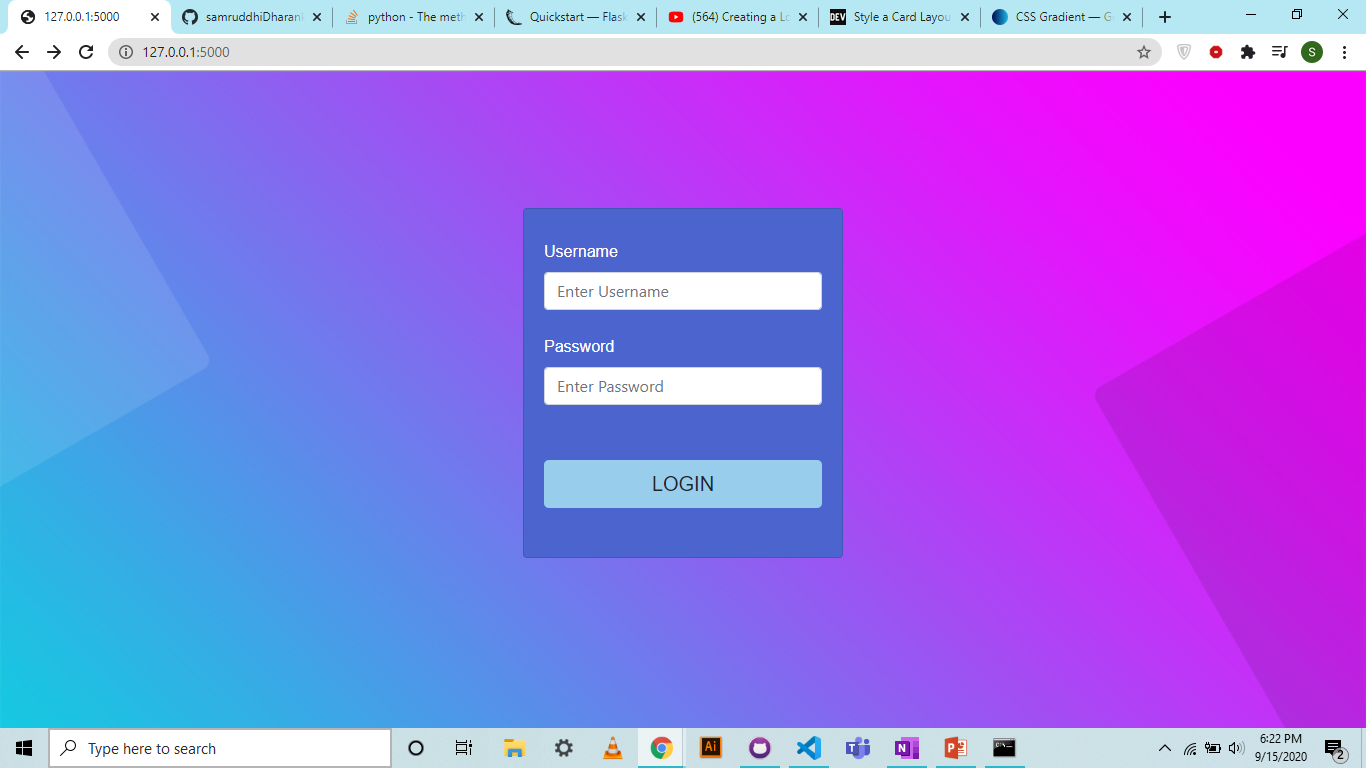 127.0.0.1:5000
samruddhiDharan
python - The meth
Quickstart — Flask
(564) Creating a Lo
DEV Style a Card Layou
CSS Gradient — G
127.0.0.1:5000
S
Username
Enter Username
Password
Enter Password
LOGIN
Type here to search
Ai
N
P
6:22 PM
9/15/2020
2